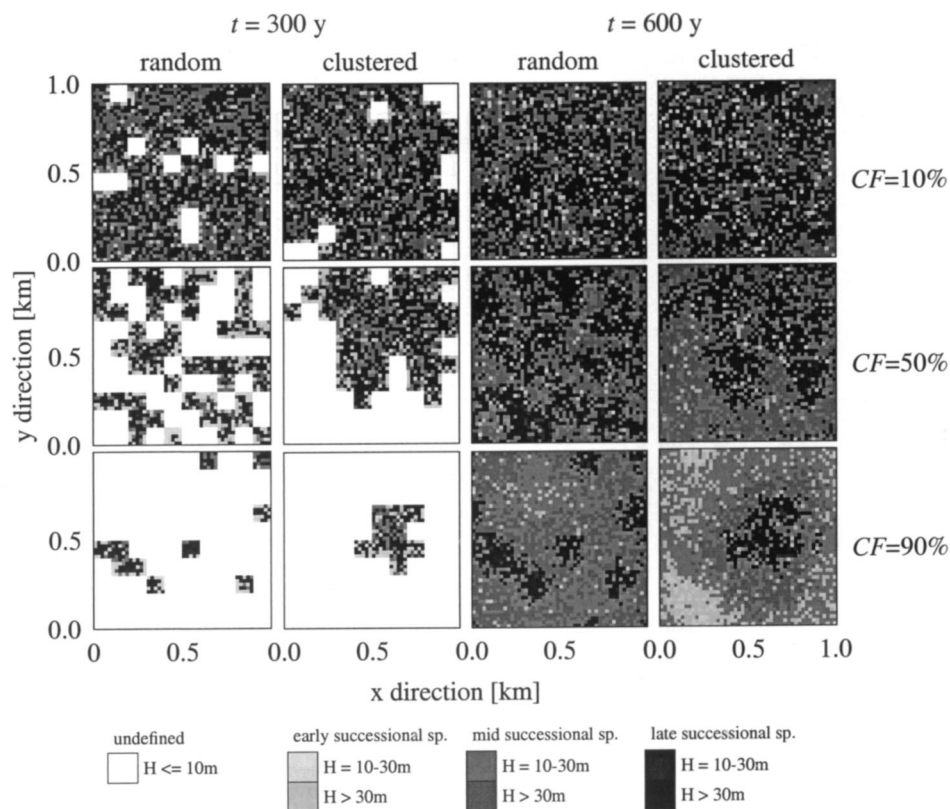 t = 300 y t = 600 y
random clustered random clustered
1.0
0.5
0.0
CF=10%
0.5
0.0
CF=50%
0.5
0.0
CF=90%
y direction [km]
0 0.5 0.0 0.5 0.0 0.5 0.0 0.5 1.0
x direction [km]
undefined
H <= 10m
early successional sp.
H = 10-30m
H > 30m
mid successional sp.
H = 10-30m
H > 30m
late successional sp.
H = 10-30m
H > 30m